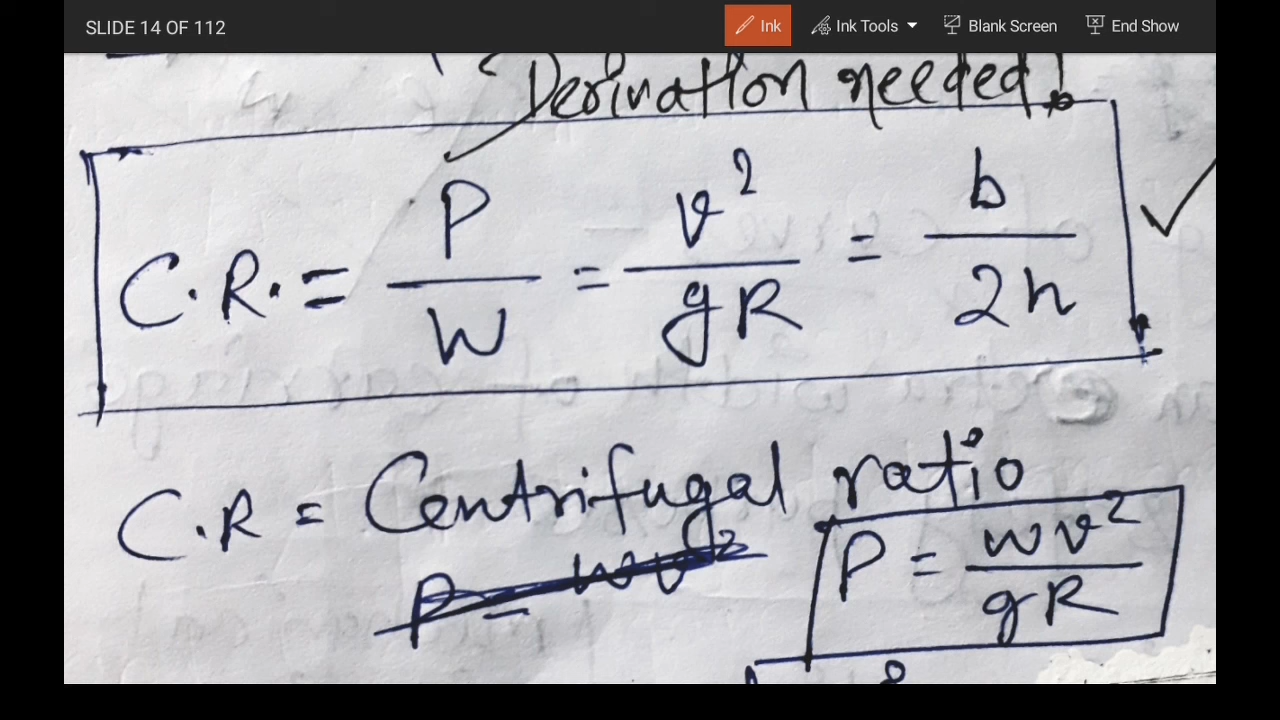 SLIDE 14 OF 112 Ink Ink Tools Blank Screen End Show
Derivation needed!
C.R. = P/W = v²/gR = b/2h
C.R = Centrifugal ratio
P = wv²
P = wv²/gR